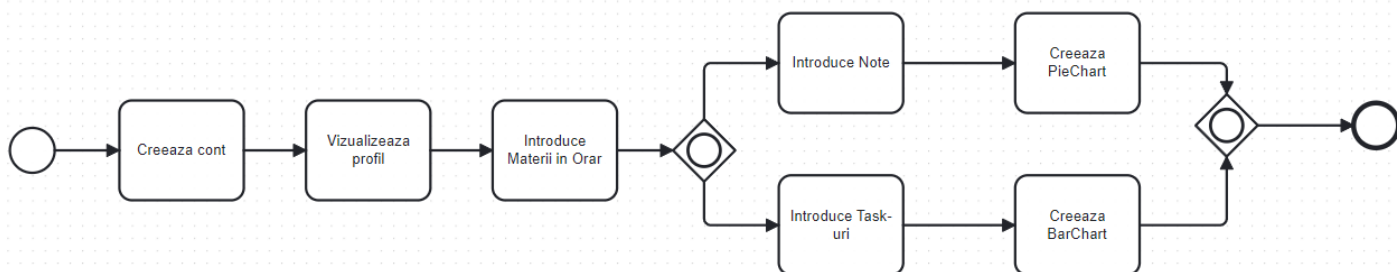 Creeaza cont
Vizualizeaza
profil
Introduce
Materii in Orar
Introduce Note
Creeaza
PieChart
Introduce Task-
uri
Creeaza
BarChart